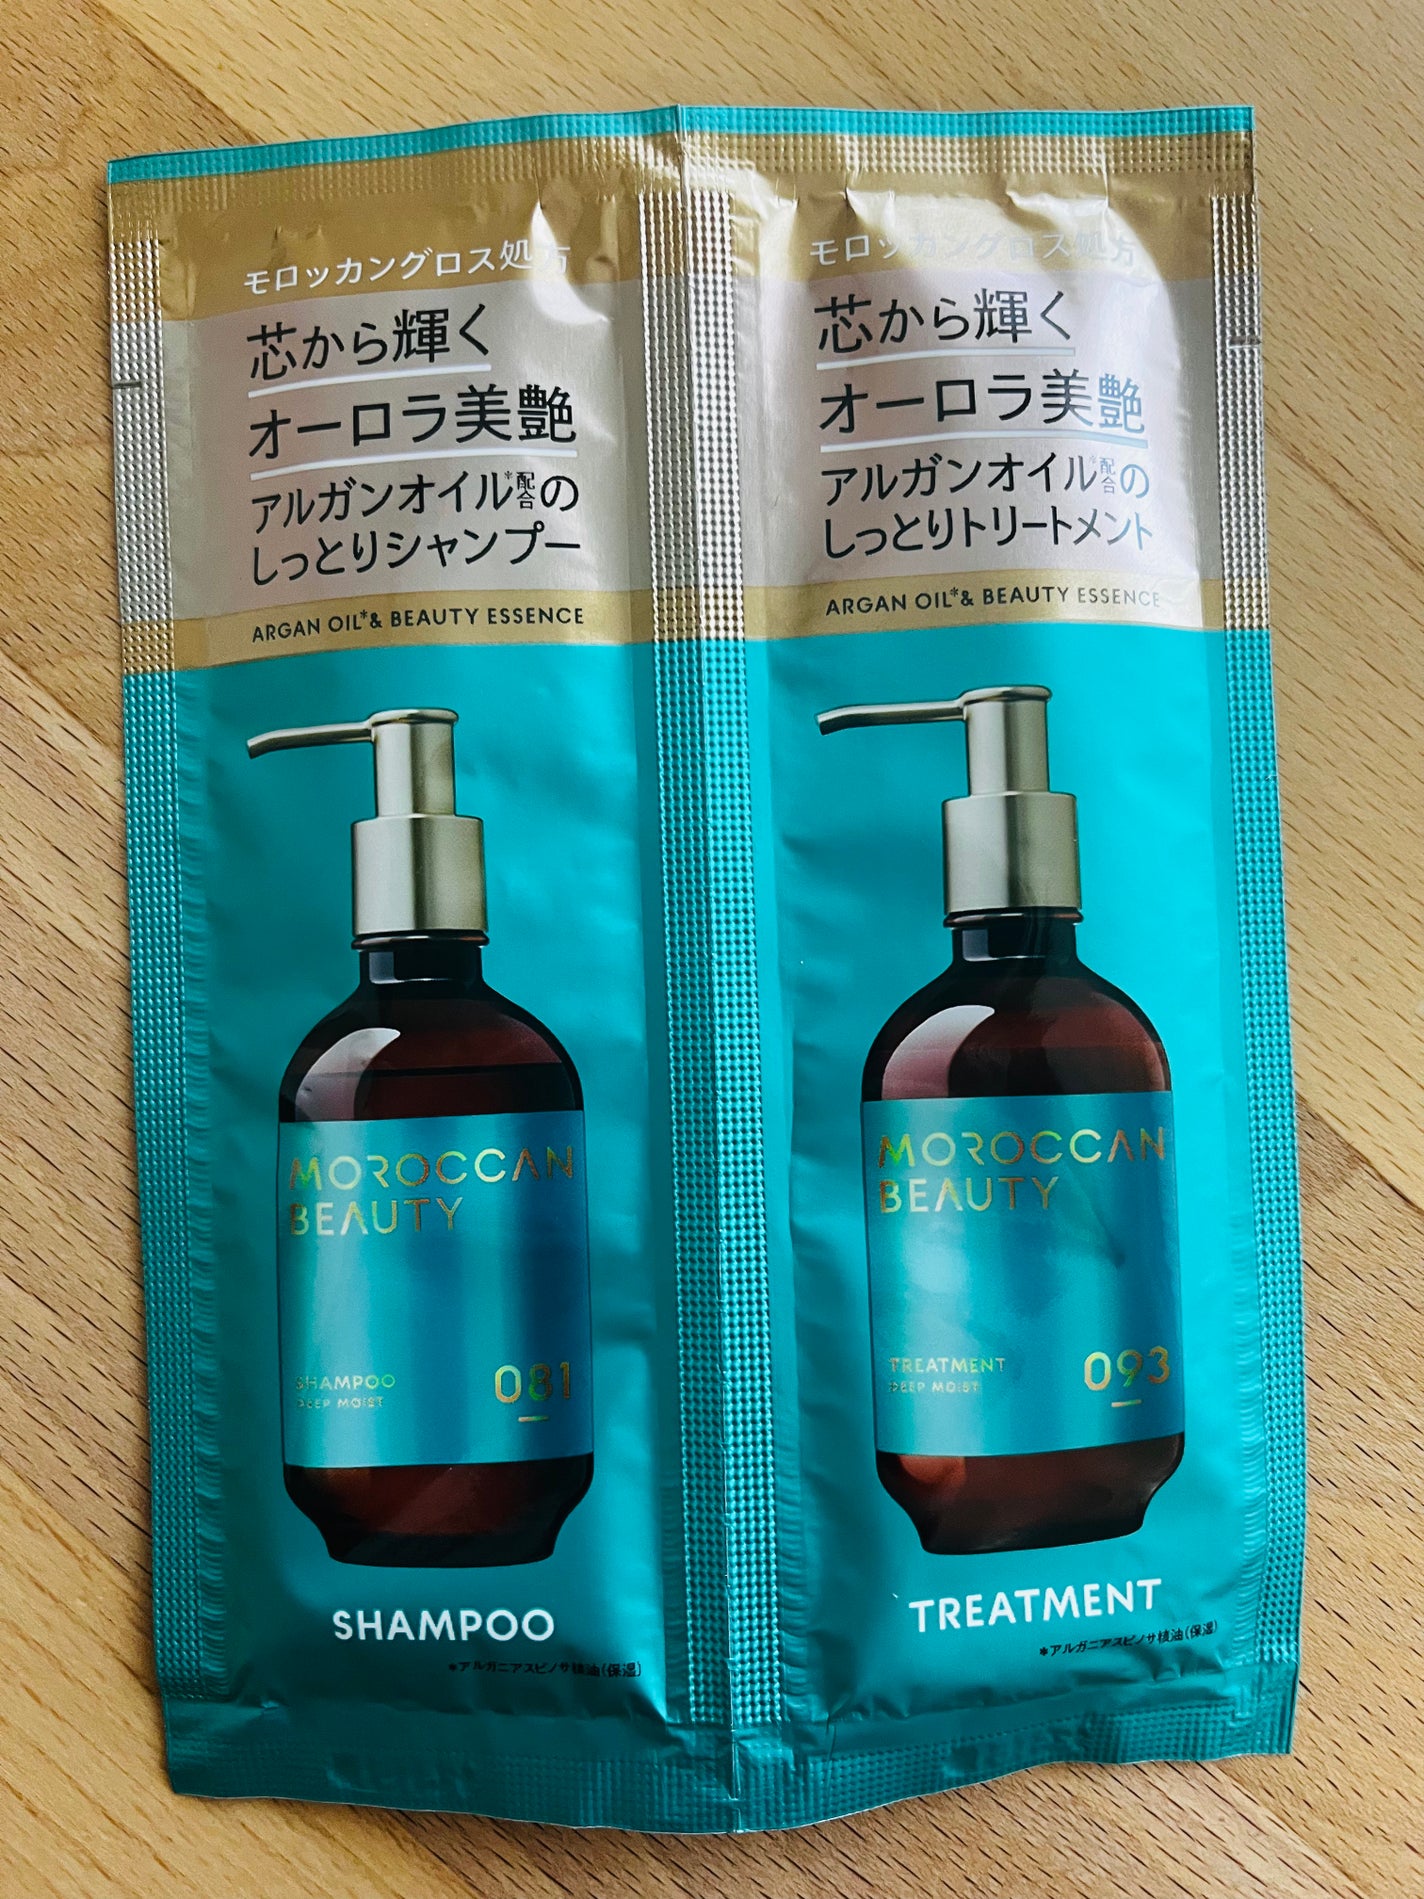 モロッカングロス処方
芯から輝く
オーロラ美艶
アルガンオイル*配合の
しっとりシャンプー
ARGAN OIL*& BEAUTY ESSENCE
MOROCCAN
BEAUTY
SHAMPOO
DEEP MOIST
081
SHAMPOO
*アルガニアスピノサ核油(保湿)
モロッカングロス処方
芯から輝く
オーロラ美艶
アルガンオイル*配合の
しっとりトリートメント
ARGAN OIL*& BEAUTY ESSENCE
MOROCCAN
BEAUTY
TREATMENT
DEEP MOIST
093
TREATMENT
*アルガニアスピノサ核油(保湿)